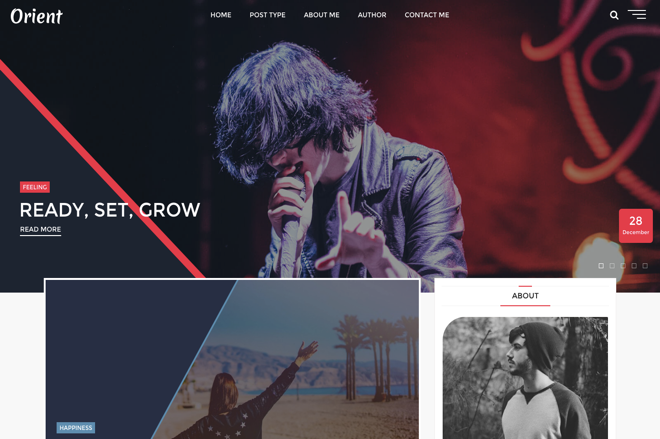 Orient
HOME POST TYPE ABOUT ME AUTHOR CONTACT ME
FEELING
READY, SET, GROW
READ MORE
28
December
ABOUT
HAPPINESS